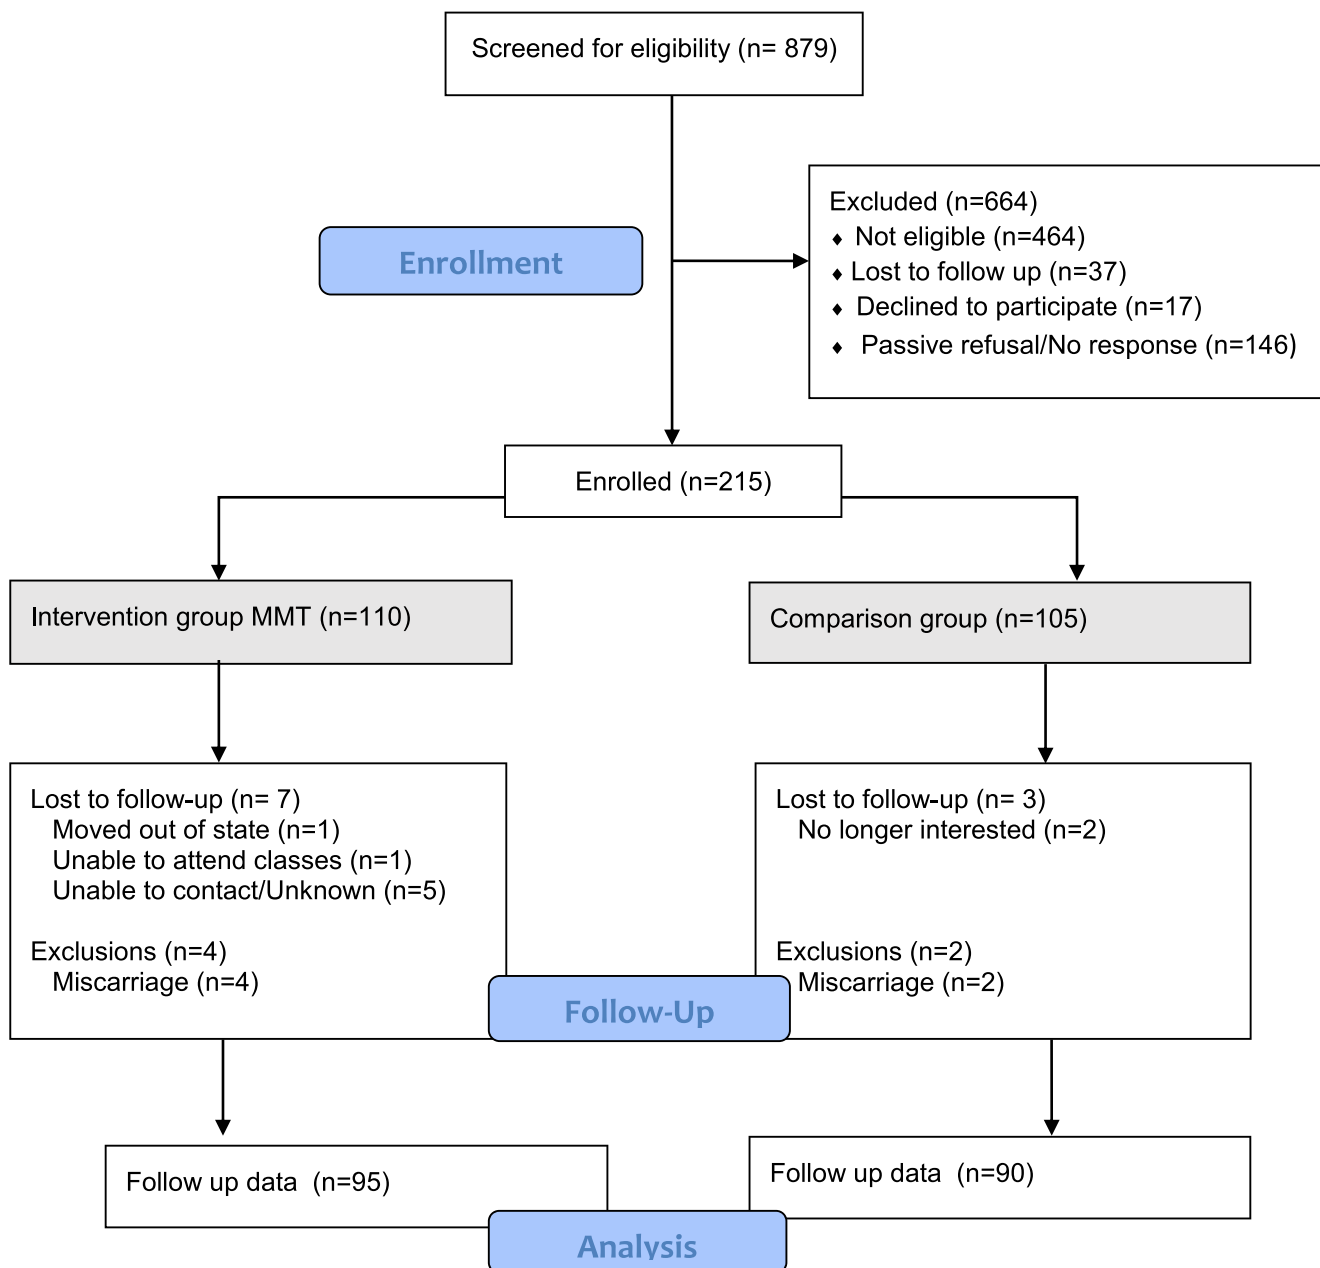 Screened for eligibility (n= 879)
Excluded (n=664)
♦ Not eligible (n=464)
♦ Lost to follow up (n=37)
♦ Declined to participate (n=17)
♦ Passive refusal/No response (n=146)
Enrollment
Enrolled (n=215)
Intervention group MMT (n=110)
Comparison group (n=105)
Lost to follow-up (n= 7)
Moved out of state (n=1)
Unable to attend classes (n=1)
Unable to contact/Unknown (n=5)
Exclusions (n=4)
Miscarriage (n=4)
Lost to follow-up (n= 3)
No longer interested (n=2)
Exclusions (n=2)
Miscarriage (n=2)
Follow-Up
Follow up data (n=95)
Follow up data (n=90)
Analysis